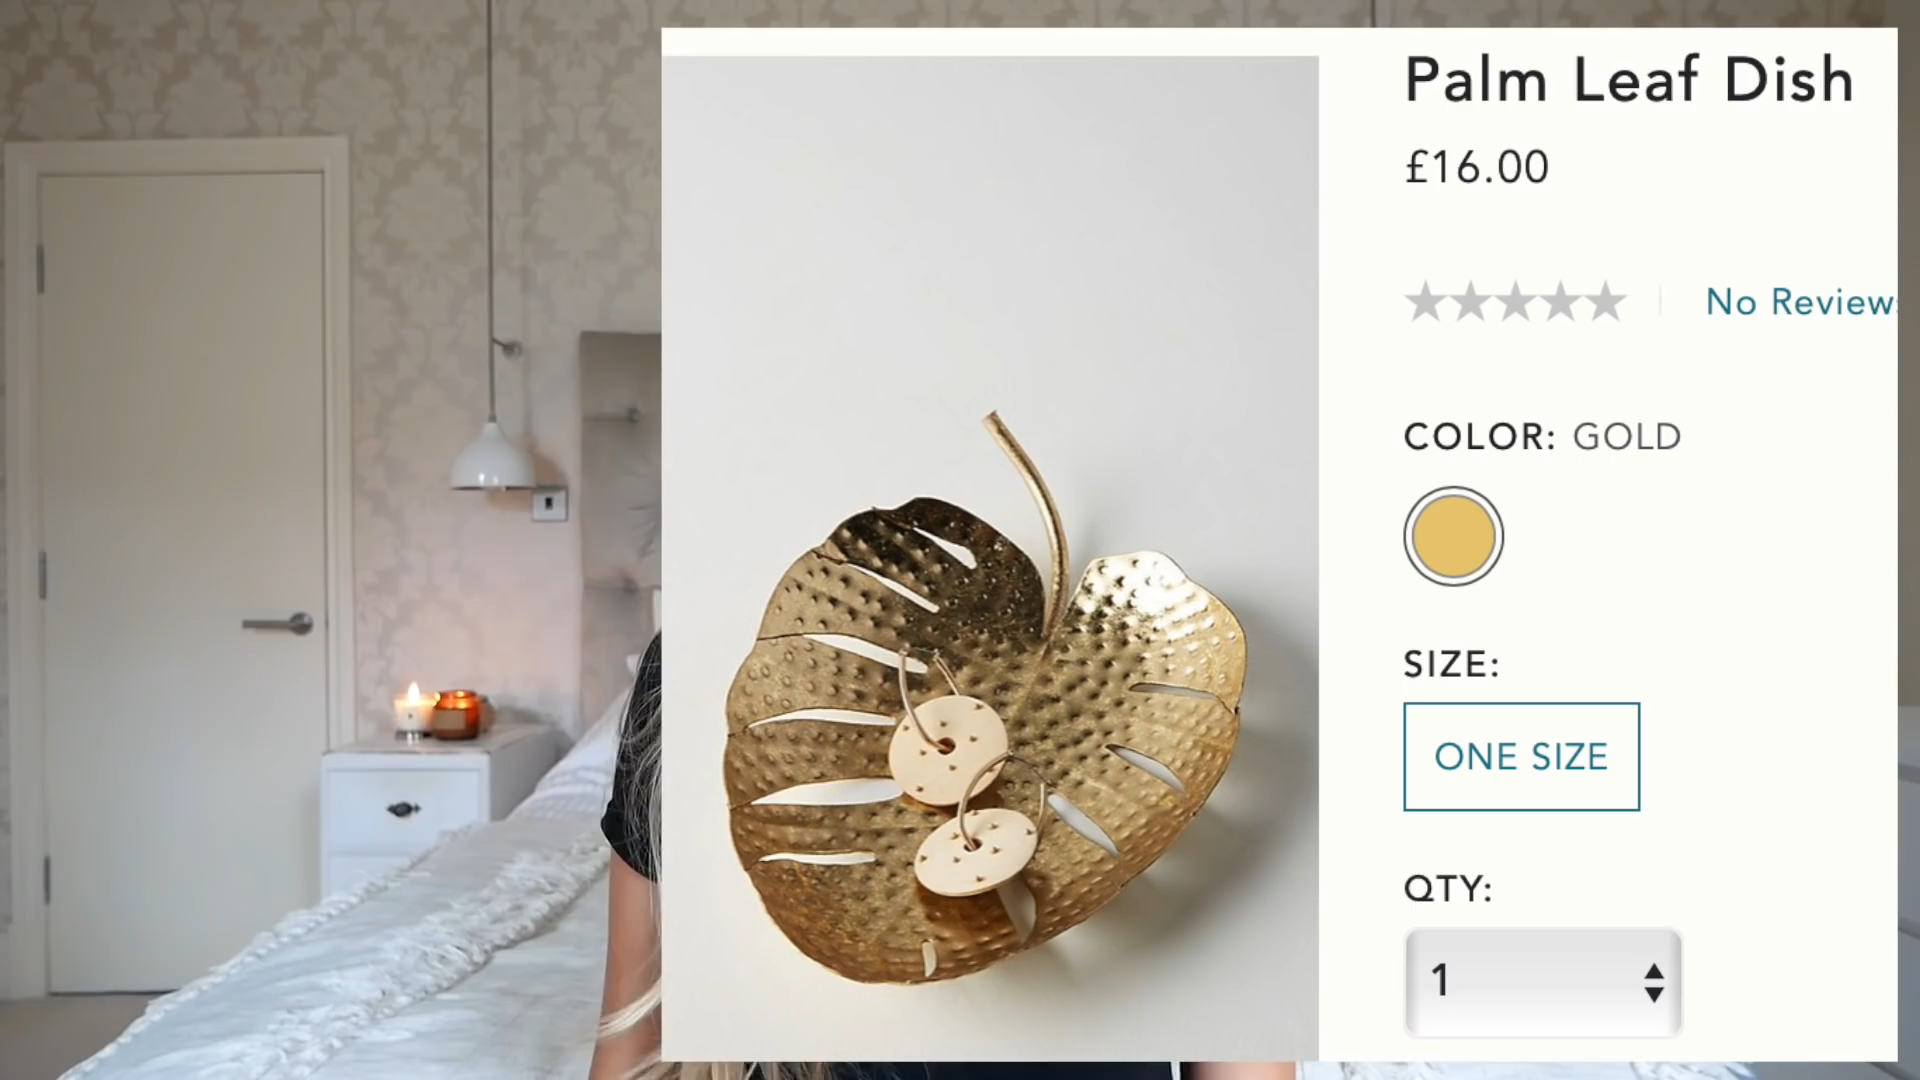 Palm Leaf Dish
£16.00
No Review
COLOR: GOLD
SIZE:
ONE SIZE
QTY:
1